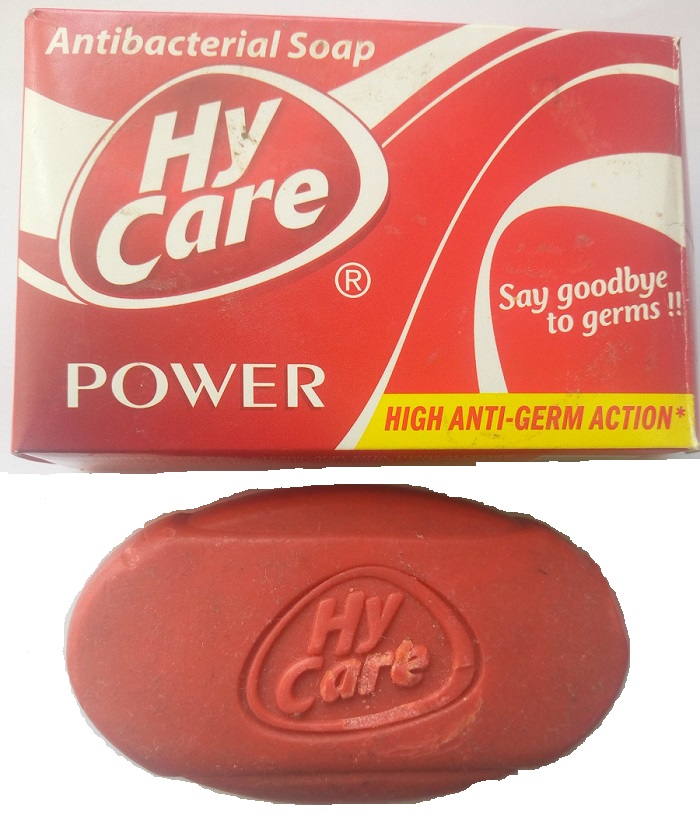 Antibacterial Soap
Hy
Care
®
POWER
Say goodbye
to germs !!
HIGH ANTI-GERM ACTION*
Hy
Care